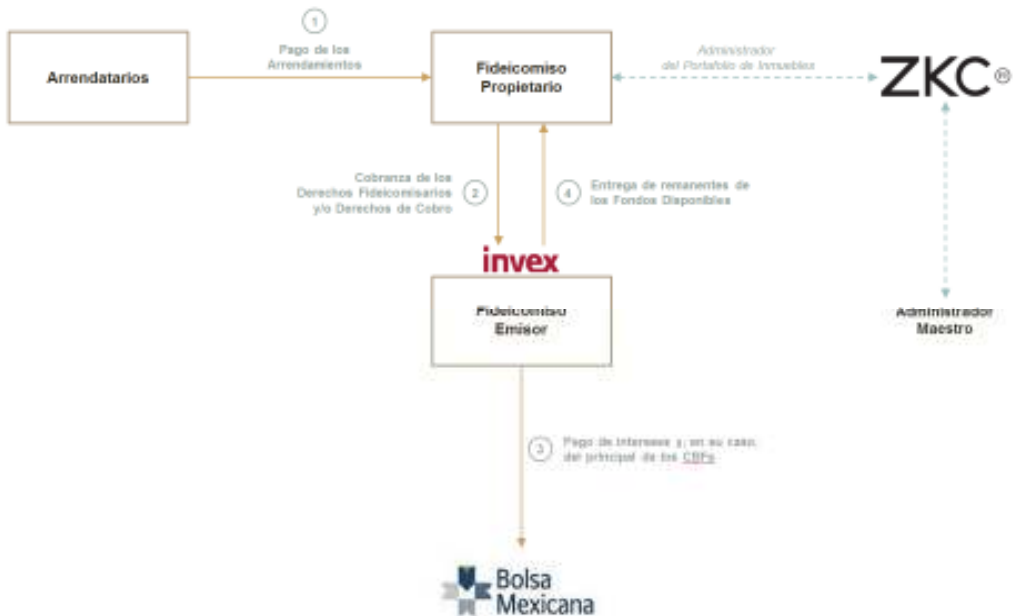 1
Pago de los
Arrendamientos
Arrendatarios
Fideicomiso
Propietario
Administrador
del Portafolio de Inmuebles
ZKC®
Cobranza de los
Derechos Fideicomisarios
y/o Derechos de Cobro
2
4
Entrega de remanentes de
los Fondos Disponibles
invex
Fideicomiso
Emisor
Administrador
Maestro
3
Pago de intereses y, en su caso,
del principal de los CBFs
Bolsa
Mexicana